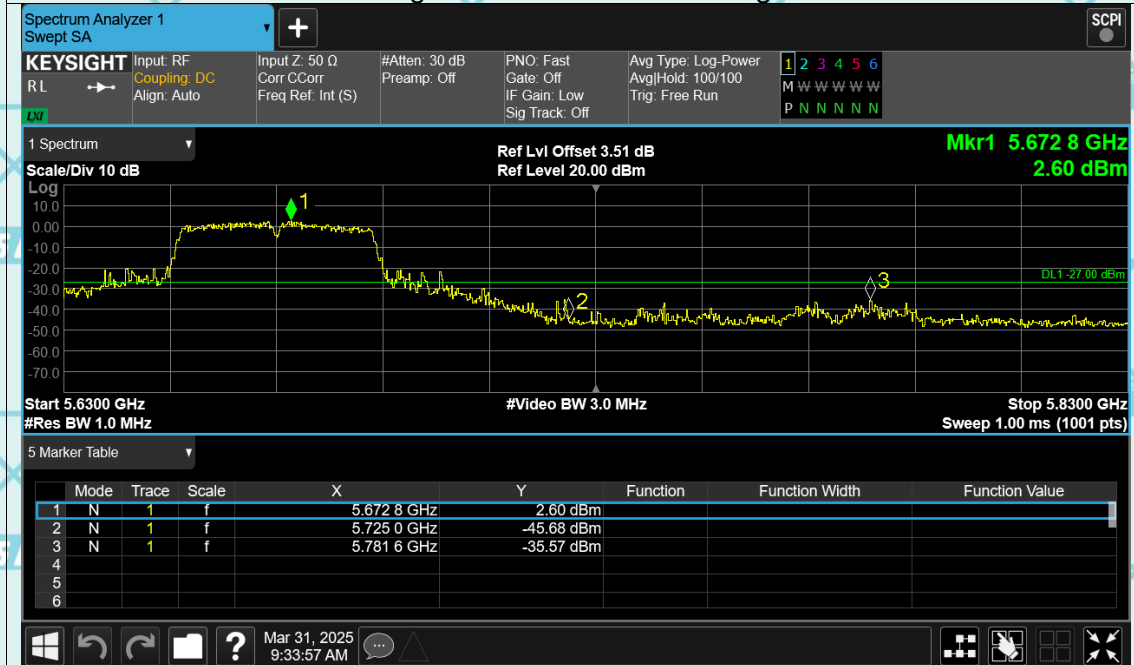 Spectrum Analyzer 1
Swept SA
+
SCPI
KEYSIGHT
RL
LXI
Input: RF
Coupling: DC
Align: Auto
Input Z: 50 Ω
Corr CCorr
Freq Ref: Int (S)
#Atten: 30 dB
Preamp: Off
PNO: Fast
Gate: Off
IF Gain: Low
Sig Track: Off
Avg Type: Log-Power
Avg|Hold: 100/100
Trig: Free Run
1 2 3 4 5 6
M W W W W W
P N N N N N
1 Spectrum
Scale/Div 10 dB
Ref Lvl Offset 3.51 dB
Ref Level 20.00 dBm
Mkr1 5.672 8 GHz
2.60 dBm
Log
10.0
0.00
-10.0
-20.0
-30.0
-40.0
-50.0
-60.0
-70.0
1
2
3
DL1 -27.00 dBm
Start 5.6300 GHz
#Video BW 3.0 MHz
Stop 5.8300 GHz
#Res BW 1.0 MHz
Sweep 1.00 ms (1001 pts)
5 Marker Table
Mode Trace Scale X Y Function Function Width Function Value
1 N 1 f 5.672 8 GHz 2.60 dBm
2 N 1 f 5.725 0 GHz -45.68 dBm
3 N 1 f 5.781 6 GHz -35.57 dBm
4
5
6
?
Mar 31, 2025
9:33:57 AM